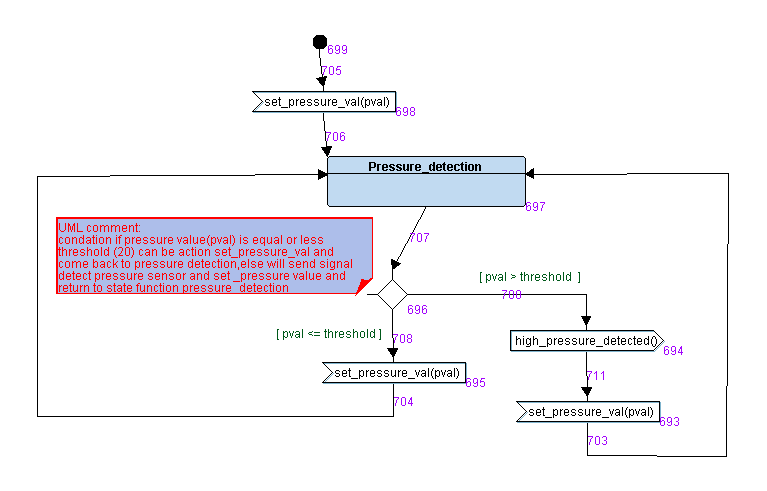 699
705
set_pressure_val(pval)
698
706
Pressure_detection
697
UML comment:
condation if pressure value(pval) is equal or less
threshold (20) can be action set_pressure_val and
come back to pressure detection,else will send signal
detect pressure sensor and set _pressure value and
return to state function pressure_detection
707
[ pval > threshold ]
696
[ pval <= threshold ]
708
high_pressure_detected()
694
set_pressure_val(pval)
695
711
704
set_pressure_val(pval)
693
703